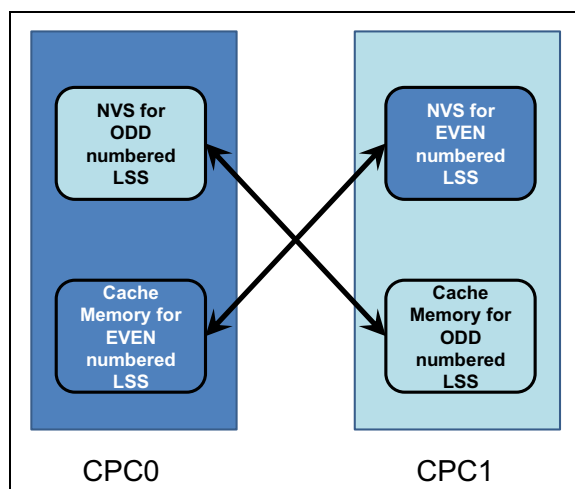 NVS for
ODD
numbered
LSS
NVS for
EVEN
numbered
LSS
Cache
Memory for
EVEN
numbered
LSS
Cache
Memory for
ODD
numbered
LSS
CPC0
CPC1